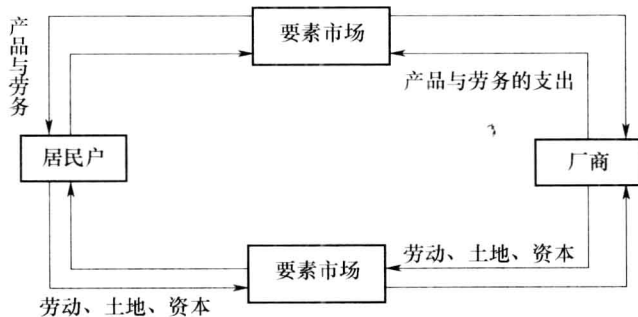 产品与劳务
要素市场
产品与劳务的支出
居民户
厂商
要素市场
劳动、土地、资本
劳动、土地、资本